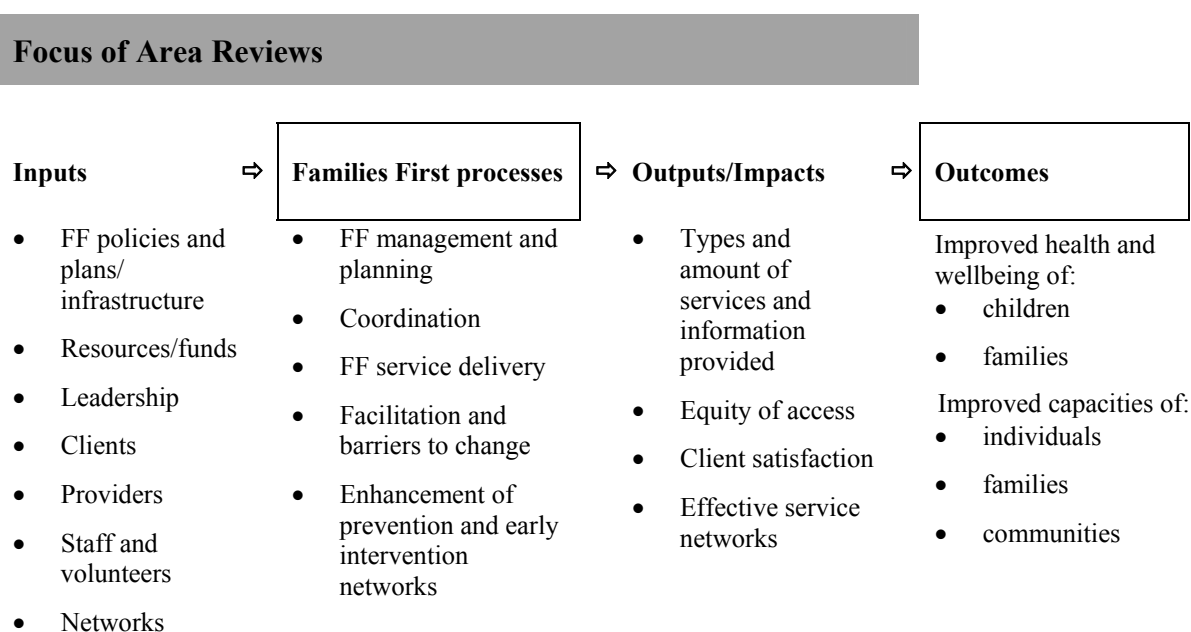 Focus of Area Reviews
Inputs ⇨ Families First processes ⇨ Outputs/Impacts ⇨ Outcomes
• FF policies and
plans/
infrastructure
• Resources/funds
• Leadership
• Clients
• Providers
• Staff and
volunteers
• Networks
• FF management and
planning
• Coordination
• FF service delivery
• Facilitation and
barriers to change
• Enhancement of
prevention and early
intervention
networks
• Types and
amount of
services and
information
provided
• Equity of access
• Client satisfaction
• Effective service
networks
Improved health and
wellbeing of:
• children
• families
Improved capacities of:
• individuals
• families
• communities